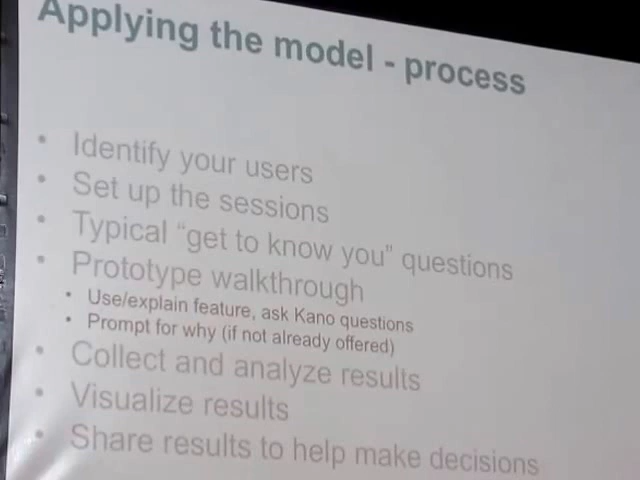 Applying the model - process
• Identify your users
• Set up the sessions
• Typical “get to know you” questions
• Prototype walkthrough
• Use/explain feature, ask Kano questions
• Prompt for why (if not already offered)
• Collect and analyze results
• Visualize results
• Share results to help make decisions